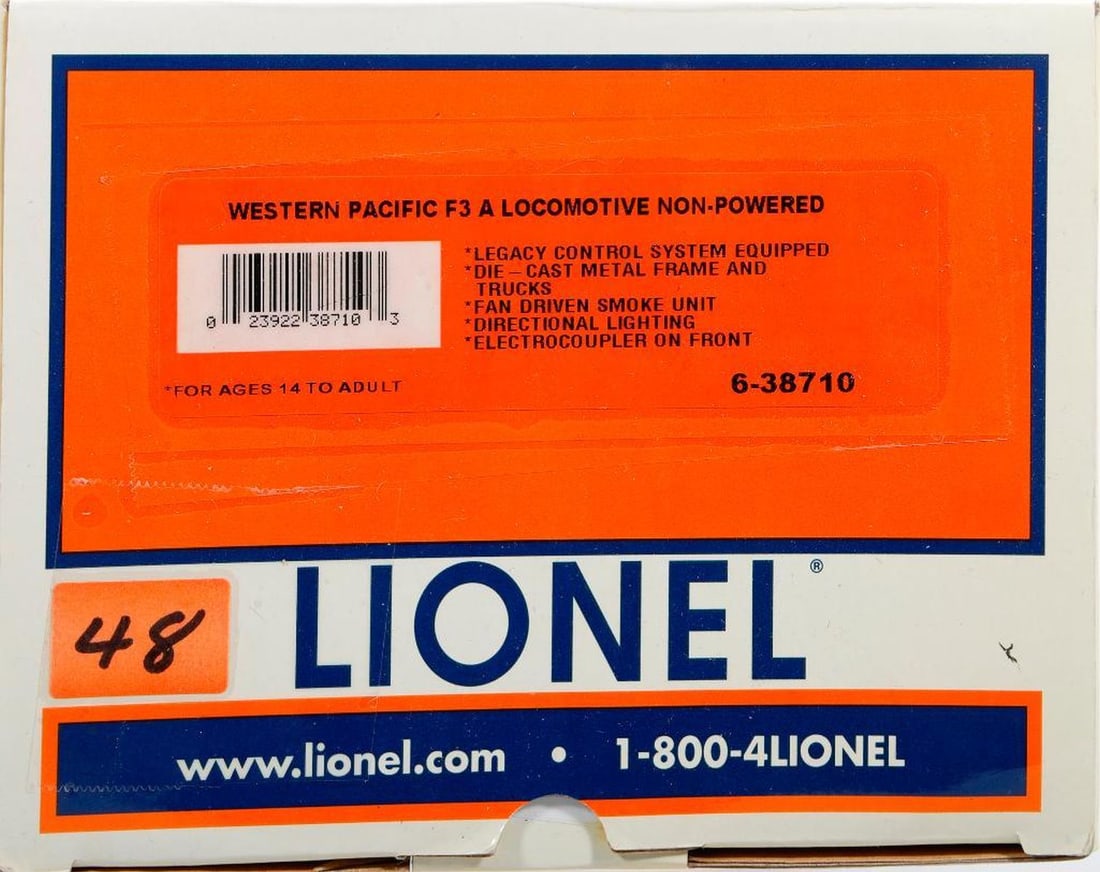 WESTERN PACIFIC F3 A LOCOMOTIVE NON-POWERED
*LEGACY CONTROL SYSTEM EQUIPPED
*DIE-CAST METAL FRAME AND
TRUCKS
*FAN DRIVEN SMOKE UNIT
*DIRECTIONAL LIGHTING
*ELECTROCOUPLER ON FRONT
0 23922 38710 3
*FOR AGES 14 TO ADULT
6-38710
48
LIONEL®
www.lionel.com • 1-800-4LIONEL